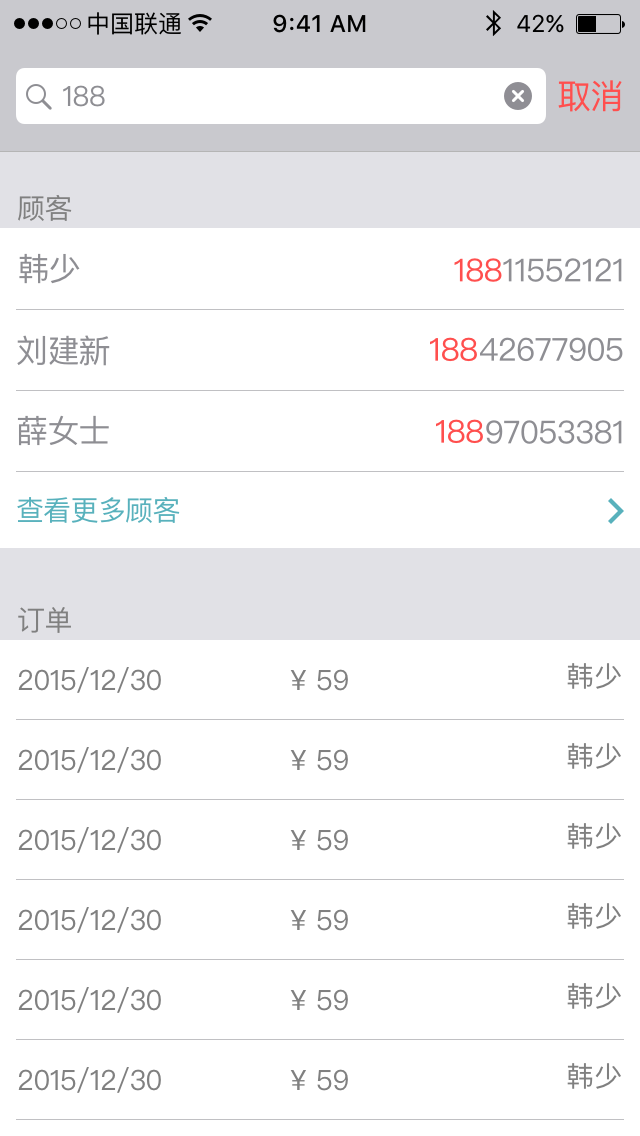 中国联通 9:41 AM 42%
188 取消
顾客
韩少 18811552121
刘建新 18842677905
薛女士 18897053381
查看更多顾客
订单
2015/12/30 ¥ 59 韩少
2015/12/30 ¥ 59 韩少
2015/12/30 ¥ 59 韩少
2015/12/30 ¥ 59 韩少
2015/12/30 ¥ 59 韩少
2015/12/30 ¥ 59 韩少